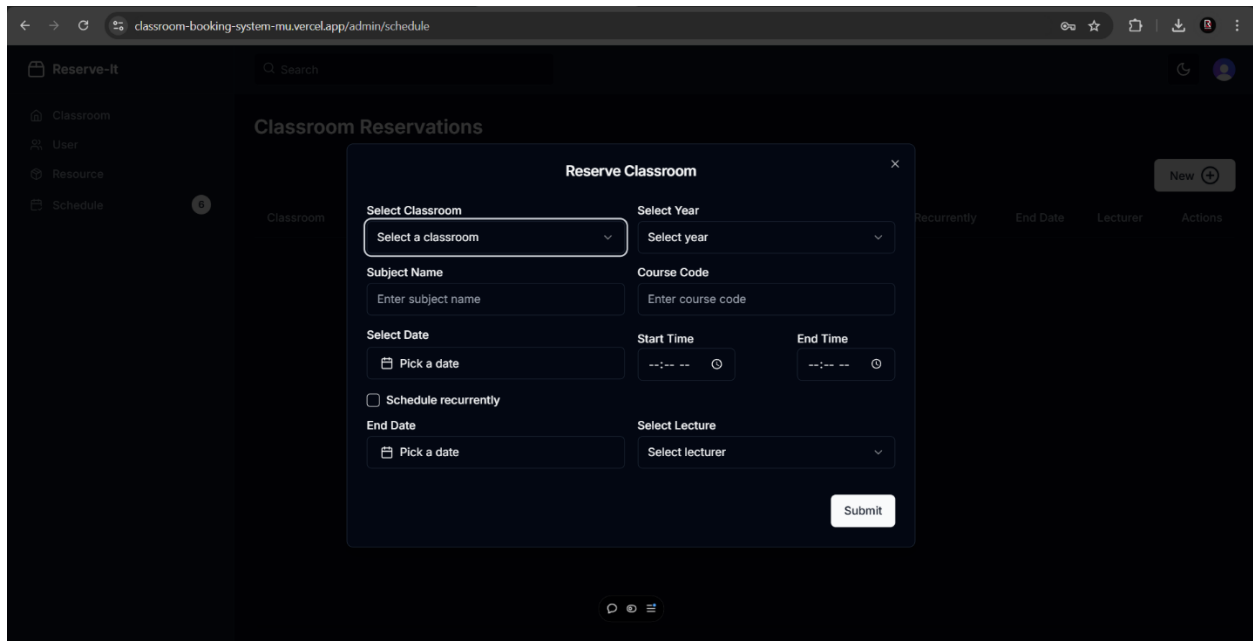 classroom-booking-system-mu.vercel.app/admin/schedule
Reserve-It
Search
Classroom
User
Resource
Schedule
6
Classroom Reservations
New
Classroom
Recurrently
End Date
Lecturer
Actions
Reserve Classroom
Select Classroom
Select a classroom
Select Year
Select year
Subject Name
Enter subject name
Course Code
Enter course code
Select Date
Pick a date
Start Time
--:-- --
End Time
--:-- --
Schedule recurrently
End Date
Pick a date
Select Lecture
Select lecturer
Submit